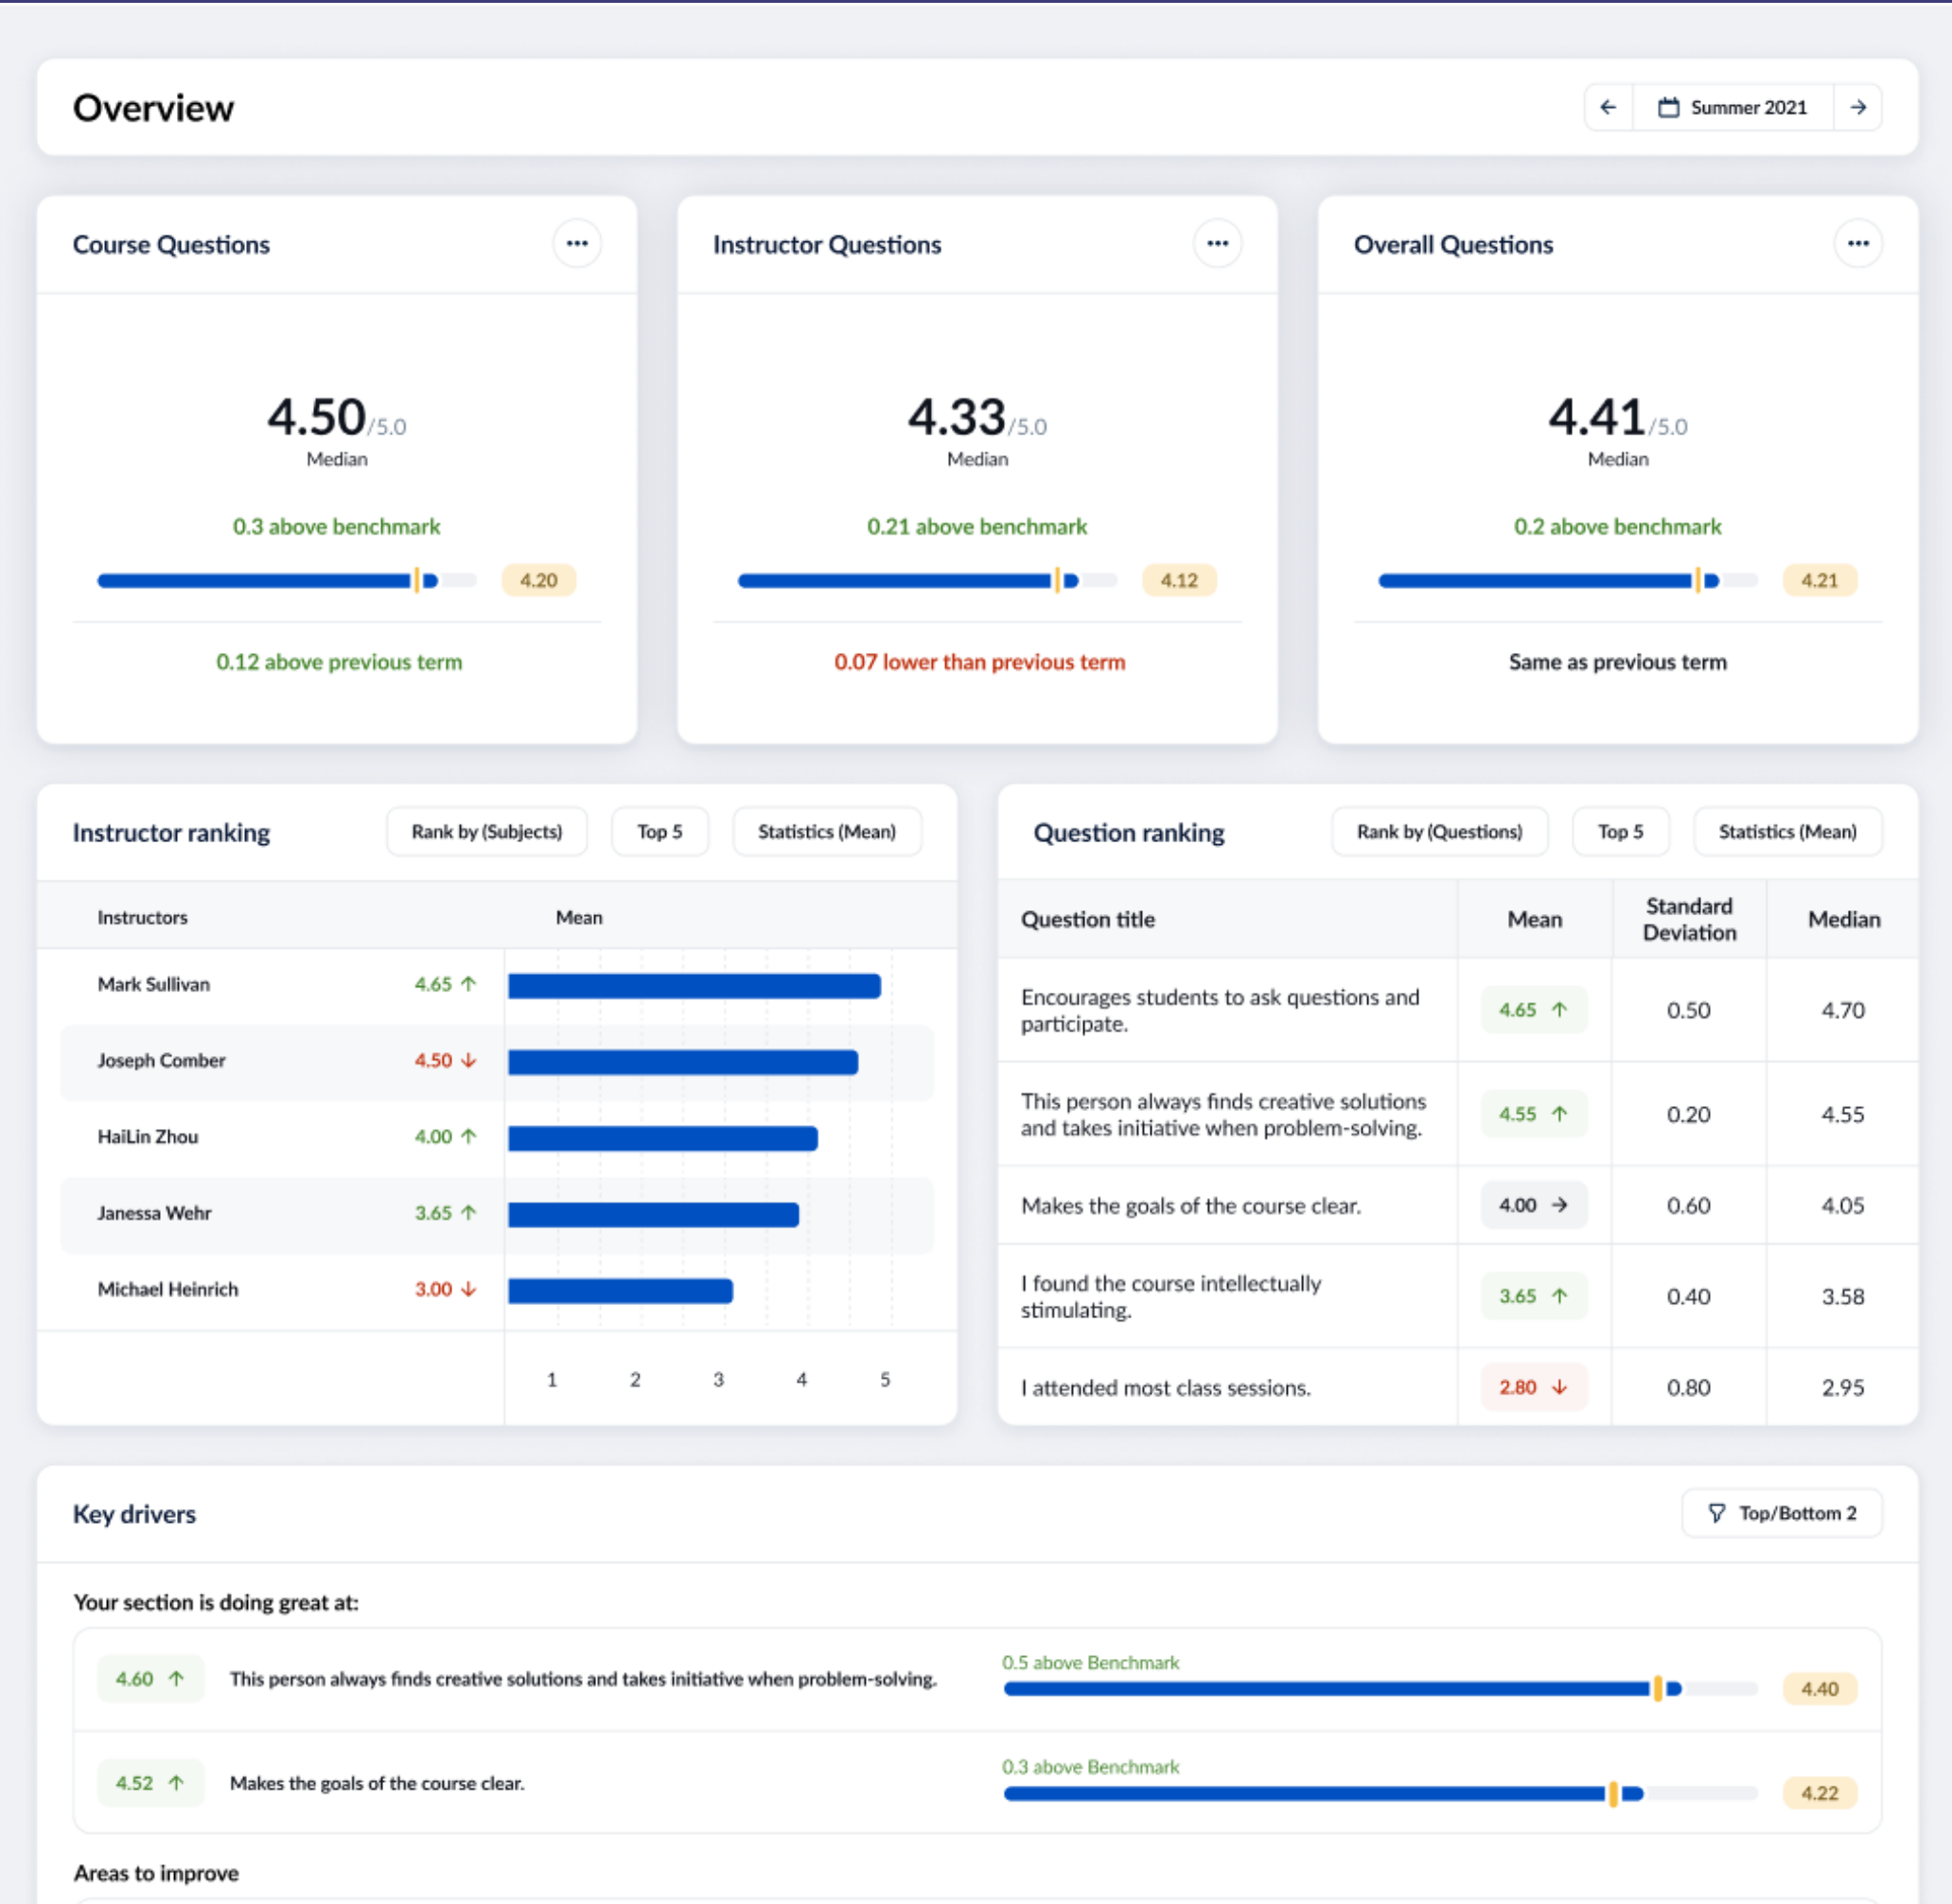 Overview
Summer 2021
Course Questions
Instructor Questions
Overall Questions
4.50/5.0
Median
0.3 above benchmark
4.20
0.12 above previous term
4.33/5.0
Median
0.21 above benchmark
4.12
0.07 lower than previous term
4.41/5.0
Median
0.2 above benchmark
4.21
Same as previous term
Instructor ranking
Rank by (Subjects)
Top 5
Statistics (Mean)
Instructors
Mean
Mark Sullivan 4.65 ↑
Joseph Comber 4.50 ↓
HaiLin Zhou 4.00 ↑
Janessa Wehr 3.65 ↑
Michael Heinrich 3.00 ↓
1 2 3 4 5
Question ranking
Rank by (Questions)
Top 5
Statistics (Mean)
Question title
Mean
Standard
Deviation
Median
Encourages students to ask questions and
participate.
4.65 ↑ 0.50 4.70
This person always finds creative solutions
and takes initiative when problem-solving.
4.55 ↑ 0.20 4.55
Makes the goals of the course clear. 4.00 → 0.60 4.05
I found the course intellectually
stimulating.
3.65 ↑ 0.40 3.58
I attended most class sessions. 2.80 ↓ 0.80 2.95
Key drivers
Top/Bottom 2
Your section is doing great at:
4.60 ↑ This person always finds creative solutions and takes initiative when problem-solving.
0.5 above Benchmark
4.40
4.52 ↑ Makes the goals of the course clear.
0.3 above Benchmark
4.22
Areas to improve